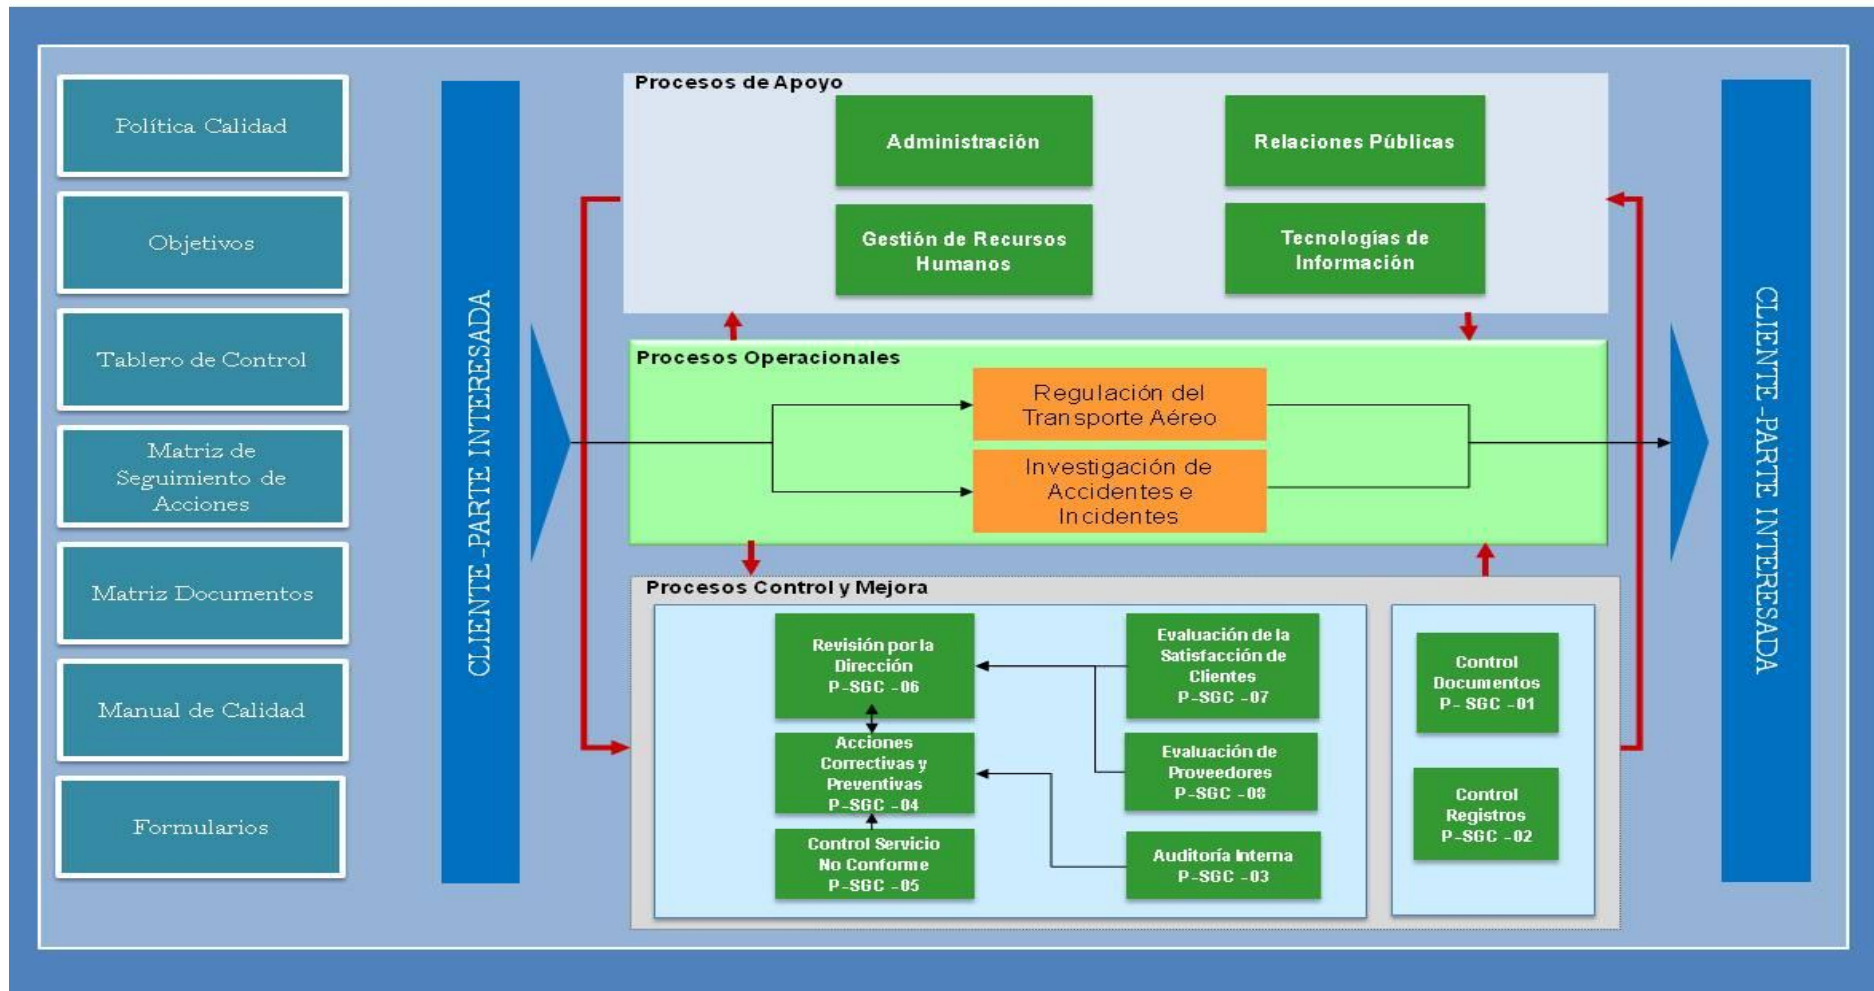 Política Calidad
Objetivos
Tablero de Control
Matriz de
Seguimiento de
Acciones
Matriz Documentos
Manual de Calidad
Formularios
CLIENTE -PARTE INTERESADA
Procesos de Apoyo
Administración
Relaciones Públicas
Gestión de Recursos
Humanos
Tecnologías de
Información
Procesos Operacionales
Regulación del
Transporte Aéreo
Investigación de
Accidentes e
Incidentes
Procesos Control y Mejora
Revisión por la
Dirección
P-SGC -06
Acciones
Correctivas y
Preventivas
P-SGC -04
Control Servicio
No Conforme
P-SGC -05
Evaluación de la
Satisfacción de
Clientes
P-SGC -07
Evaluación de
Proveedores
P-SGC -08
Auditoría Interna
P-SGC -03
Control
Documentos
P- SGC -01
Control
Registros
P-SGC -02
CLIENTE -PARTE INTERESADA